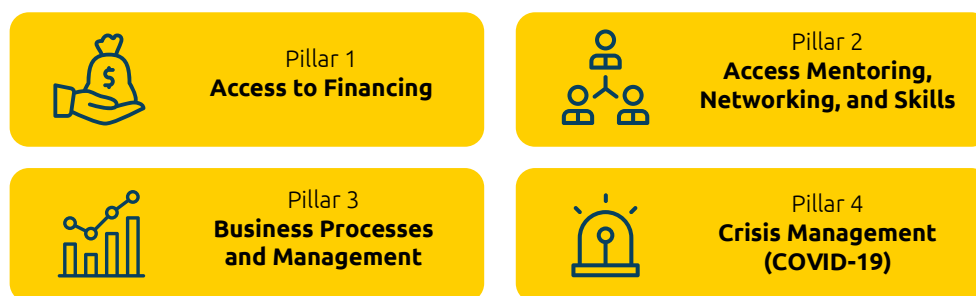 Pillar 1
Access to Financing
Pillar 2
Access Mentoring,
Networking, and Skills
Pillar 3
Business Processes
and Management
Pillar 4
Crisis Management
(COVID-19)